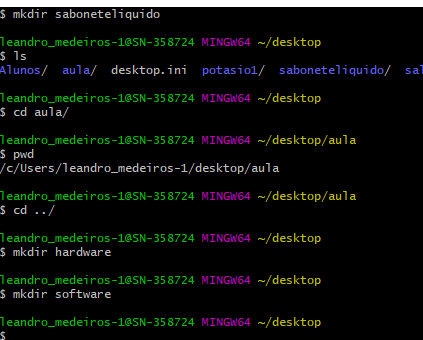 $ mkdir saboneteliquido
leandro_medeiros-1@SN-358724 MINGW64 ~/desktop
$ ls
Alunos/ aula/ desktop.ini potasio1/ saboneteliquido/ sal
leandro_medeiros-1@SN-358724 MINGW64 ~/desktop
$ cd aula/
leandro_medeiros-1@SN-358724 MINGW64 ~/desktop/aula
$ pwd
/c/Users/leandro_medeiros-1/desktop/aula
leandro_medeiros-1@SN-358724 MINGW64 ~/desktop/aula
$ cd ../
leandro_medeiros-1@SN-358724 MINGW64 ~/desktop
$ mkdir hardware
leandro_medeiros-1@SN-358724 MINGW64 ~/desktop
$ mkdir software
leandro_medeiros-1@SN-358724 MINGW64 ~/desktop
$